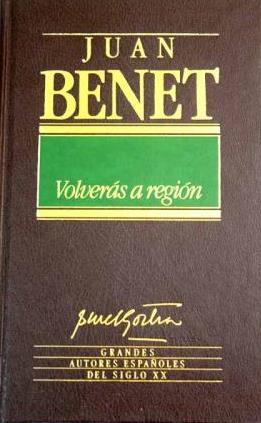 JUAN
BENET
Volverás a región
GRANDES
AUTORES ESPAÑOLES
DEL SIGLO XX